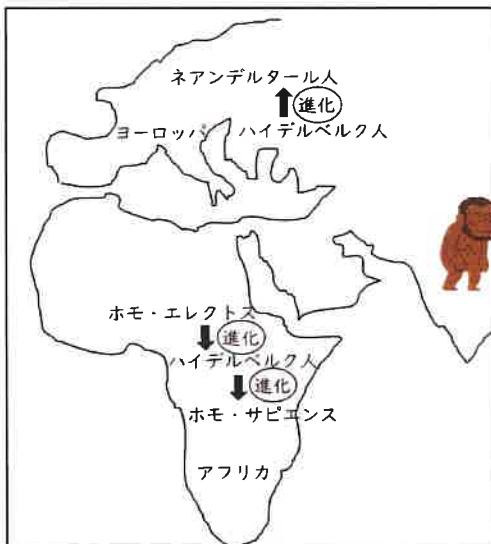 ネアンデルタール人
進化
ヨーロッパ
ハイデルベルク人
ホモ・エレクトス
進化
ハイデルベルク人
進化
ホモ・サピエンス
アフリカ